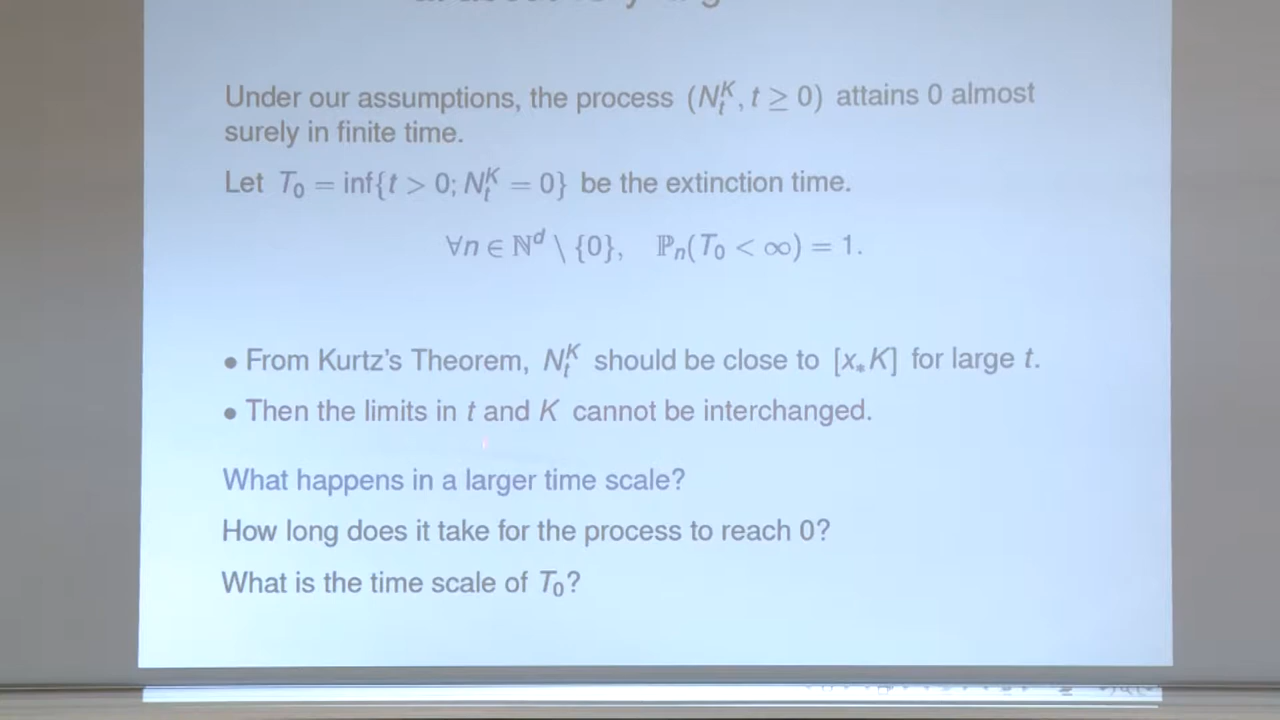 Under our assumptions, the process (N_t^K, t ≥ 0) attains 0 almost
surely in finite time.
Let T_0 = inf{t > 0; N_t^K = 0} be the extinction time.
∀n ∈ ℕ^d \ {0}, ℙ_n(T_0 < ∞) = 1.
• From Kurtz's Theorem, N_t^K should be close to [x_* K] for large t.
• Then the limits in t and K cannot be interchanged.
What happens in a larger time scale?
How long does it take for the process to reach 0?
What is the time scale of T_0?